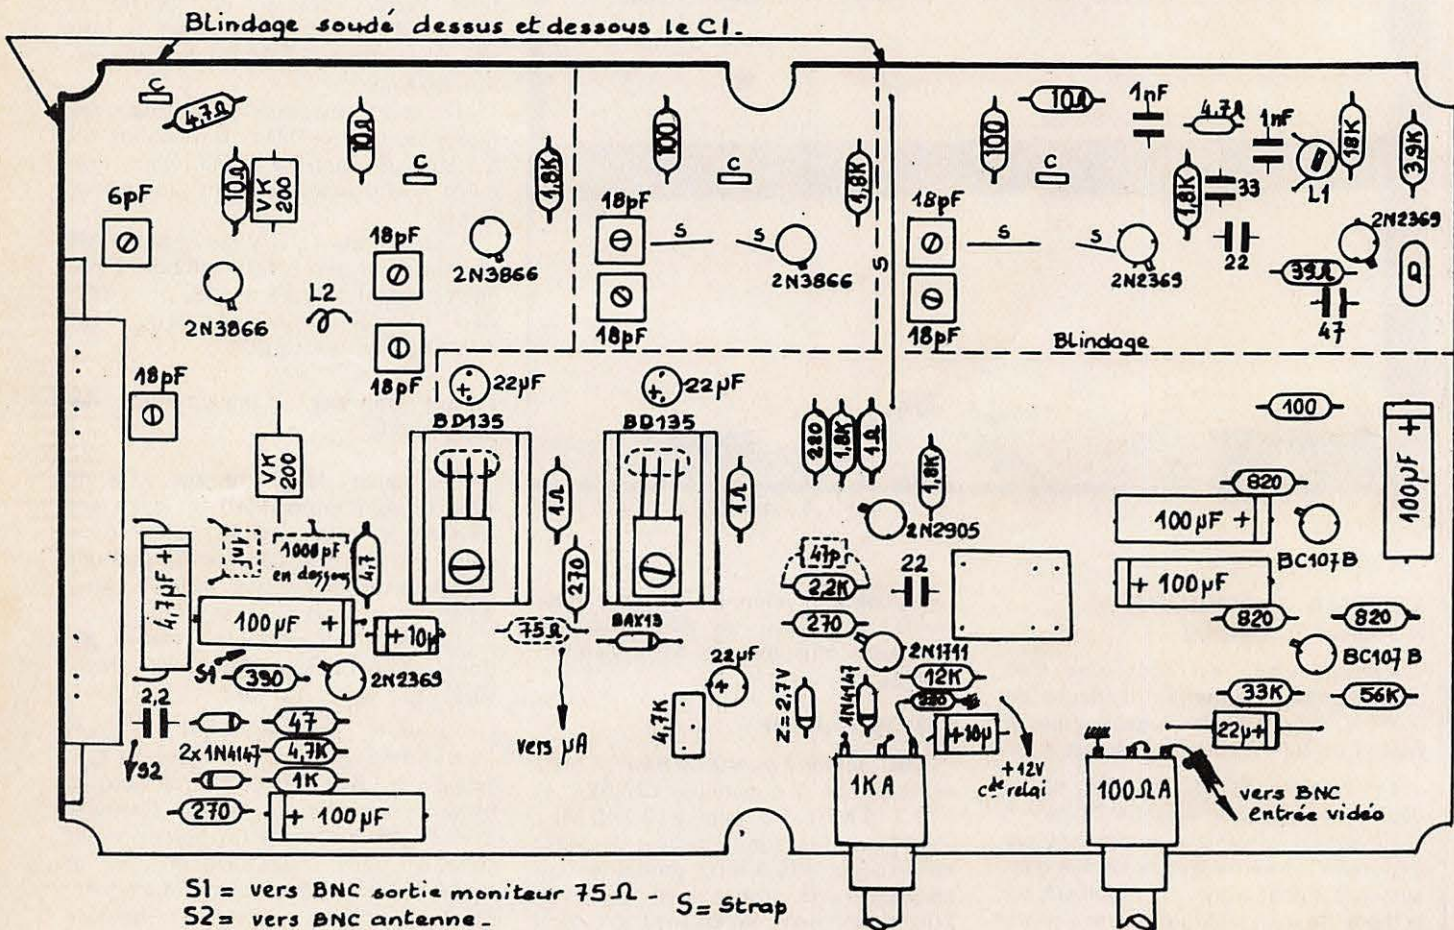 Blindage soudé dessus et dessous le CI.
C
4,7Ω
10Ω
100
C
1,8K
C
1,8K
100
C
10Ω
1nF
4,7Ω
1nF
18K
3,9K
L1
1,8K
33
22
2N2369
39Ω
Q
47
6pF
10Ω
VK
200
18pF
2N3866
L2
2N3866
18pF
18pF
S
S
2N3866
18pF
S
18pF
S
S
2N2369
18pF
Blindage
18pF
VK
200
+ 22µF
BD135
+ 22µF
BD135
1Ω
1Ω
220
1,8K
1Ω
1,8K
2N2905
100
820
100µF +
100µF +
BC107B
+ 100µF
820
820
BC107B
33K
56K
22µ+
4,7µF +
1nF
1000pF
en dessous
4,7
270
100µF +
+ 10µ
75Ω
BAX13
47p
2,2K
22
270
2N1711
12K
220
+10µ
S1
390
2N2369
22µF
+
4,7K
Z=2,7V
1N4147
2,2
47
2x1N4147
4,7K
1K
S2
270
+ 100µF
vers µA
1KA
+12V
cde relai
100ΩA
vers BNC
Entrée vidéo
S1 = vers BNC sortie moniteur 75Ω -
S2 = vers BNC antenne -
S = Strap